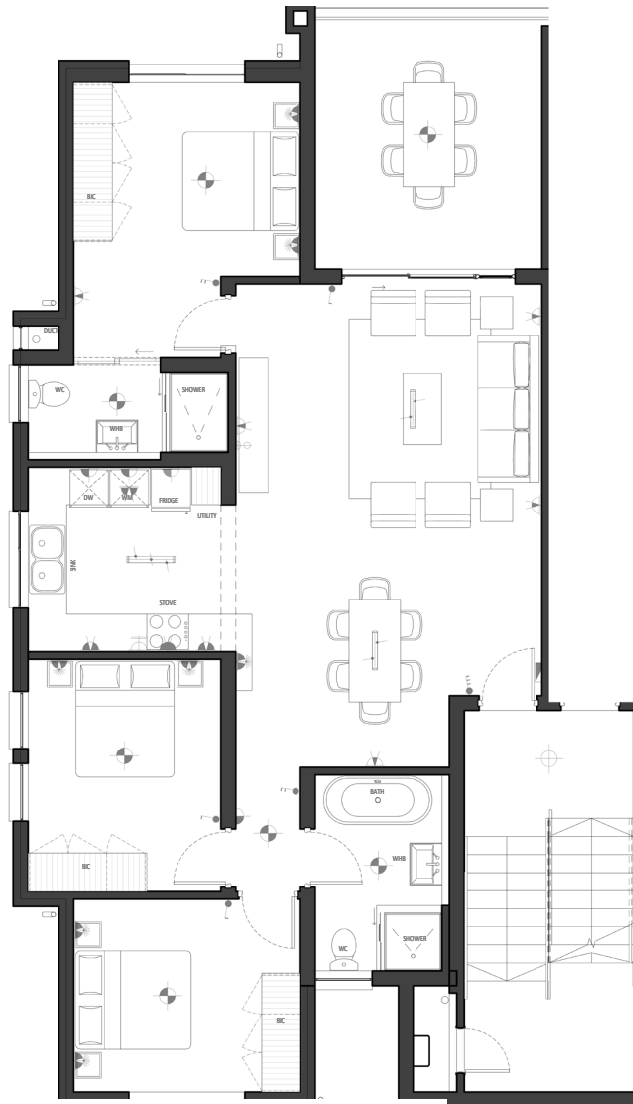 BIC
DUCT
WC
SHOWER
WHB
DW
WM
FRIDGE
UTILITY
SINK
STOVE
BATH
BIC
WHB
WC
SHOWER
BIC